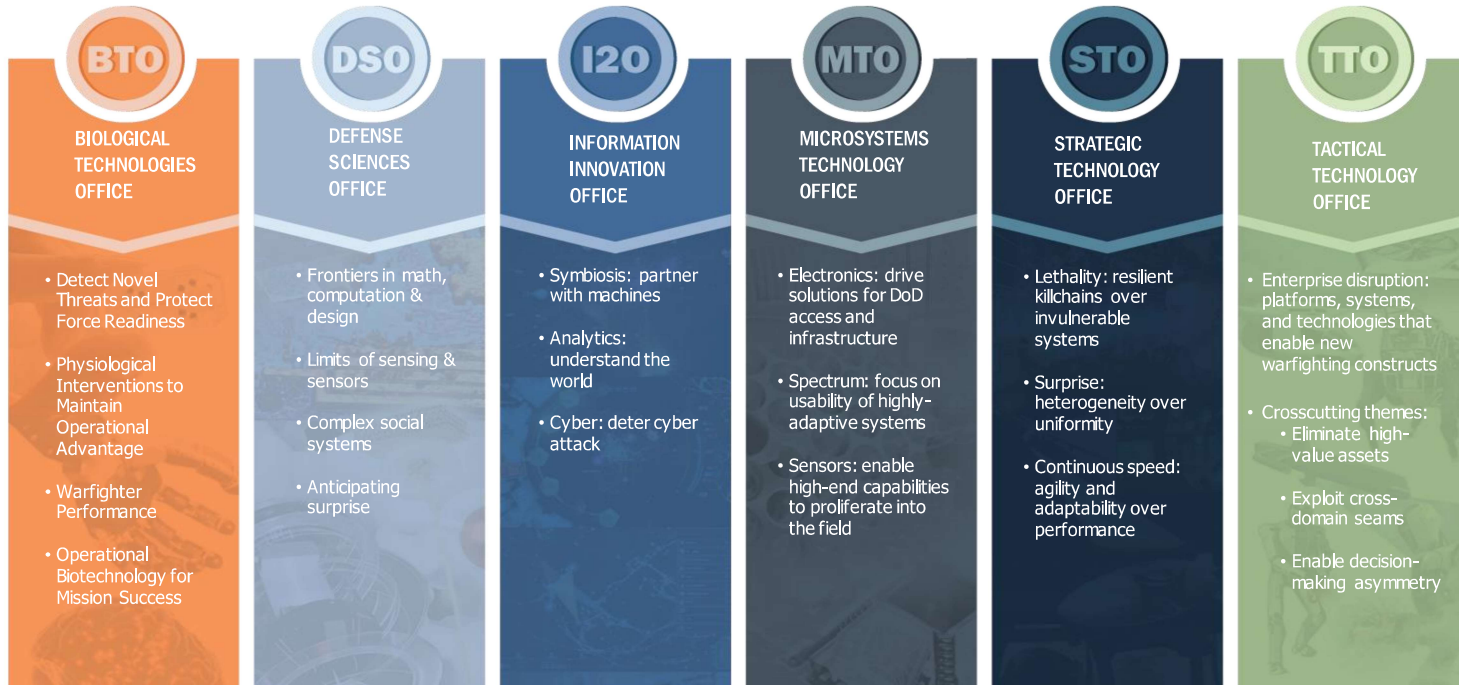 BTO
BIOLOGICAL
TECHNOLOGIES
OFFICE
• Detect Novel
Threats and Protect
Force Readiness
• Physiological
Interventions to
Maintain
Operational
Advantage
• Warfighter
Performance
• Operational
Biotechnology for
Mission Success
DSO
DEFENSE
SCIENCES
OFFICE
• Frontiers in math,
computation &
design
• Limits of sensing &
sensors
• Complex social
systems
• Anticipating
surprise
I2O
INFORMATION
INNOVATION
OFFICE
• Symbiosis: partner
with machines
• Analytics:
understand the
world
• Cyber: deter cyber
attack
MTO
MICROSYSTEMS
TECHNOLOGY
OFFICE
• Electronics: drive
solutions for DoD
access and
infrastructure
• Spectrum: focus on
usability of highly-
adaptive systems
• Sensors: enable
high-end capabilities
to proliferate into
the field
STO
STRATEGIC
TECHNOLOGY
OFFICE
• Lethality: resilient
killchains over
invulnerable
systems
• Surprise:
heterogeneity over
uniformity
• Continuous speed:
agility and
adaptability over
performance
TTO
TACTICAL
TECHNOLOGY
OFFICE
• Enterprise disruption:
platforms, systems,
and technologies that
enable new
warfighting constructs
• Crosscutting themes:
• Eliminate high-
value assets
• Exploit cross-
domain seams
• Enable decision-
making asymmetry